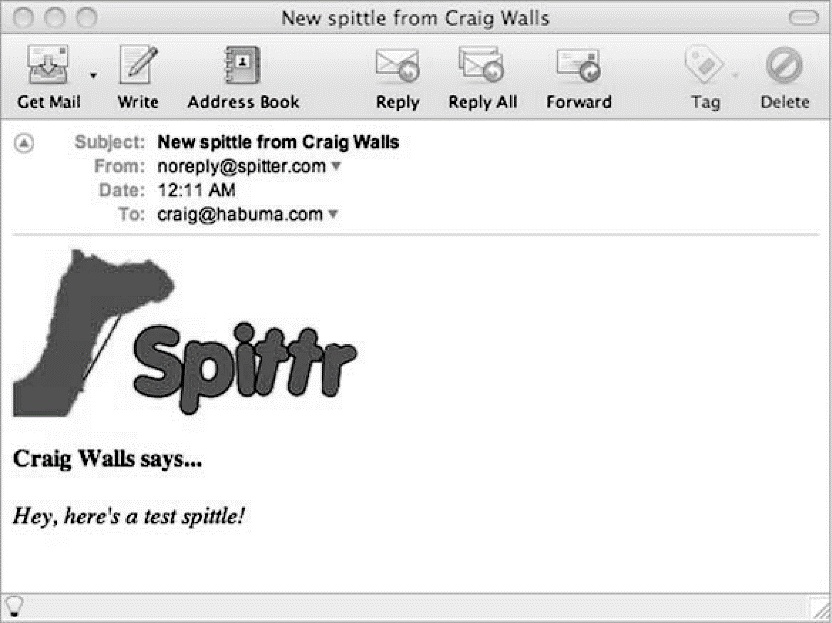 New spittle from Craig Walls
Get Mail Write Address Book Reply Reply All Forward Tag Delete
Subject: New spittle from Craig Walls
From: noreply@spitter.com
Date: 12:11 AM
To: craig@habuma.com
Spittr
Craig Walls says...
Hey, here's a test spittle!